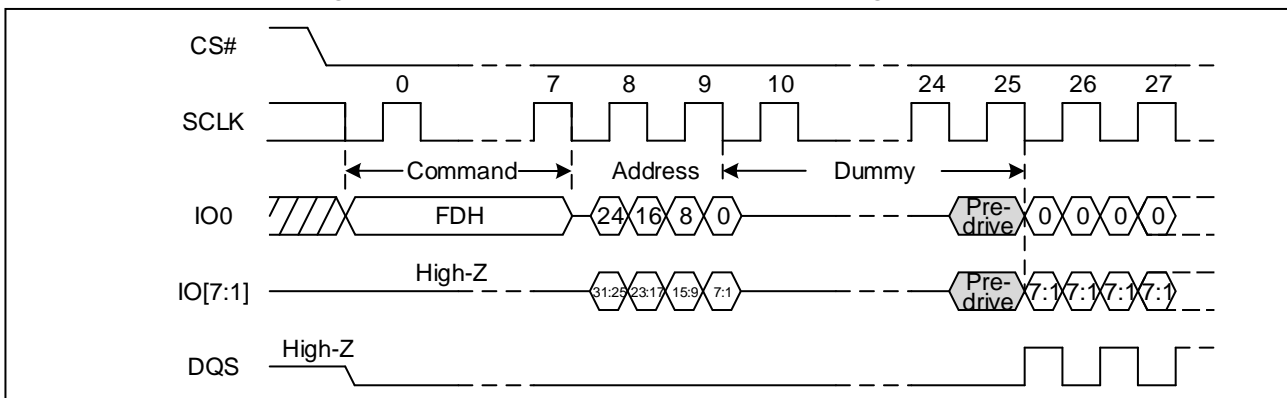 CS#
0 7 8 9 10 24 25 26 27
SCLK
Command Address Dummy
IO0 FDH 24 16 8 0 Pre-drive 0 0 0 0
High-Z
IO[7:1] 31:25 23:17 15:9 7:1 Pre-drive 7:1 7:1 7:1 7:1
High-Z
DQS